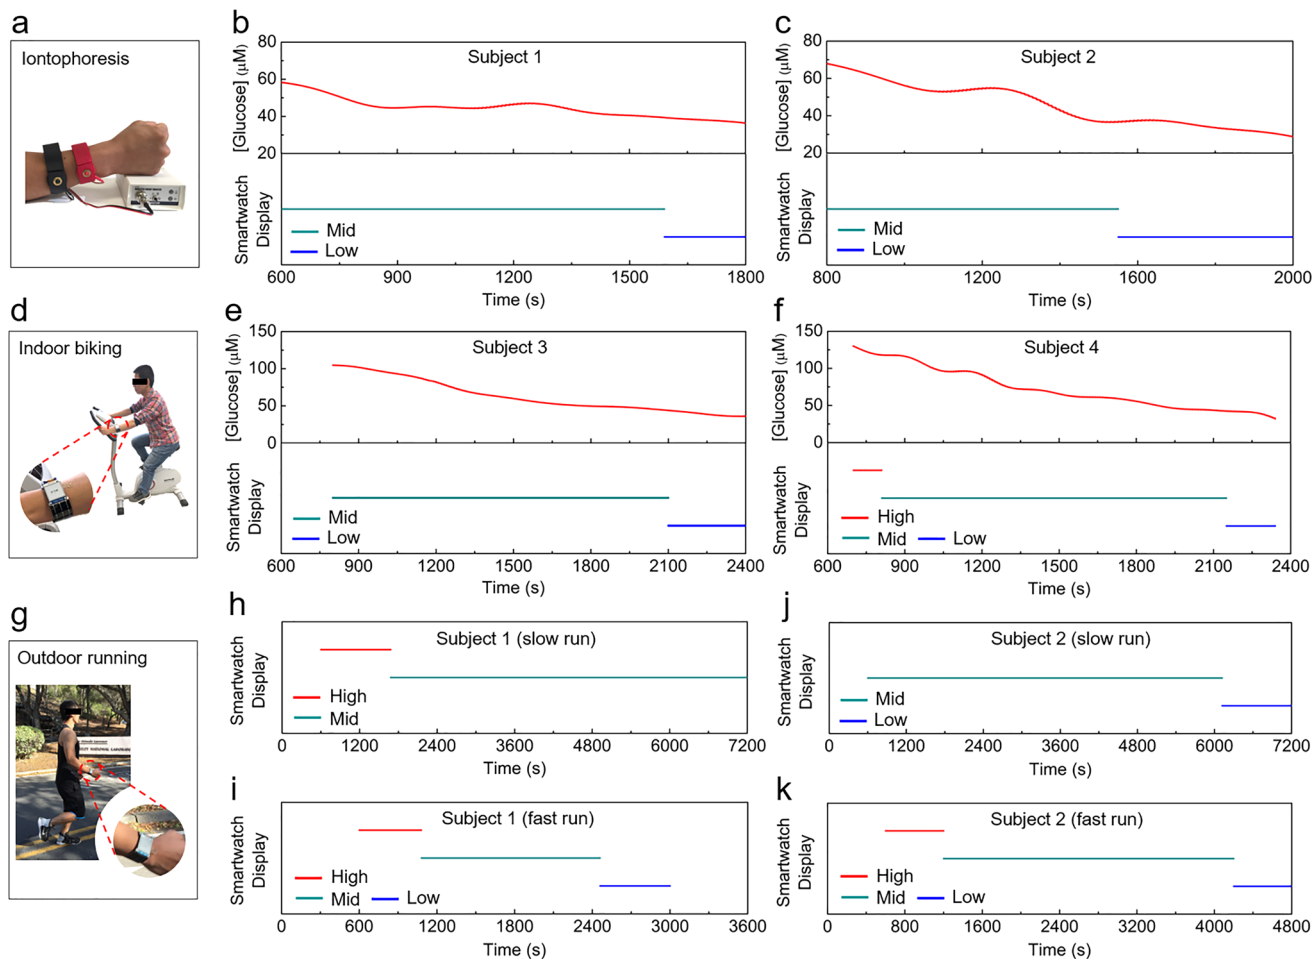 a
Iontophoresis
b
80
60
40
20
[Glucose] (μM)
Subject 1
Smartwatch
Display
Mid
Low
600
900
1200
1500
1800
Time (s)
c
80
60
40
20
[Glucose] (μM)
Subject 2
Smartwatch
Display
Mid
Low
800
1200
1600
2000
Time (s)
d
Indoor biking
e
150
100
50
0
[Glucose] (μM)
Subject 3
Smartwatch
Display
Mid
Low
600
900
1200
1500
1800
2100
2400
Time (s)
f
150
100
50
0
[Glucose] (μM)
Subject 4
Smartwatch
Display
High
Mid
Low
600
900
1200
1500
1800
2100
2400
Time (s)
g
Outdoor running
h
Subject 1 (slow run)
Smartwatch
Display
High
Mid
0
1200
2400
3600
4800
6000
7200
Time (s)
j
Subject 2 (slow run)
Smartwatch
Display
Mid
Low
0
1200
2400
3600
4800
6000
7200
Time (s)
i
Subject 1 (fast run)
Smartwatch
Display
High
Mid
Low
0
600
1200
1800
2400
3000
3600
Time (s)
k
Subject 2 (fast run)
Smartwatch
Display
High
Mid
Low
0
800
1600
2400
3200
4000
4800
Time (s)